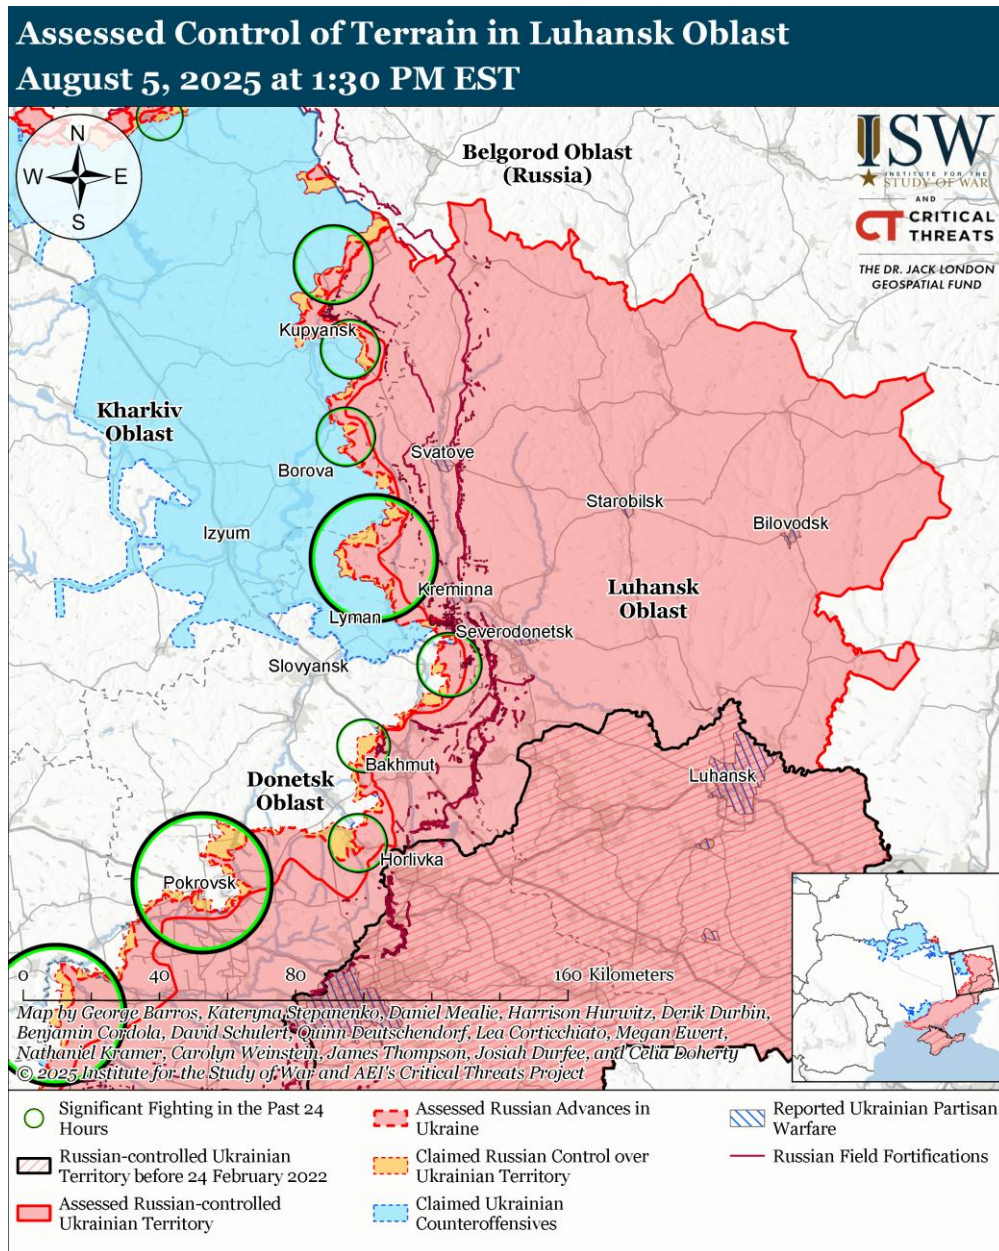 Assessed Control of Terrain in Luhansk Oblast
August 5, 2025 at 1:30 PM EST
N
W E
S
Belgorod Oblast
(Russia)
ISW
INSTITUTE FOR THE
STUDY OF WAR
AND
CT CRITICAL
THREATS
THE DR. JACK LONDON
GEOSPATIAL FUND
Kupyansk
Kharkiv
Oblast
Borova
Svatove
Starobilsk
Bilovodsk
Izyum
Kreminna
Luhansk
Oblast
Lyman
Severodonetsk
Slovyansk
Bakhmut
Luhansk
Donetsk
Oblast
Horlivka
Pokrovsk
0 40 80 160 Kilometers
Map by George Barros, Kateryna Stepanenko, Daniel Mealie, Harrison Hurwitz, Derik Durbin,
Benjamin Cordola, David Schulert, Quinn Deutschendorf, Lea Corticchiato, Megan Ewert,
Nathaniel Kramer, Carolyn Weinstein, James Thompson, Josiah Durfee, and Celia Doherty
© 2025 Institute for the Study of War and AEI's Critical Threats Project
Significant Fighting in the Past 24
Hours
Russian-controlled Ukrainian
Territory before 24 February 2022
Assessed Russian-controlled
Ukrainian Territory
Assessed Russian Advances in
Ukraine
Claimed Russian Control over
Ukrainian Territory
Claimed Ukrainian
Counteroffensives
Reported Ukrainian Partisan
Warfare
Russian Field Fortifications